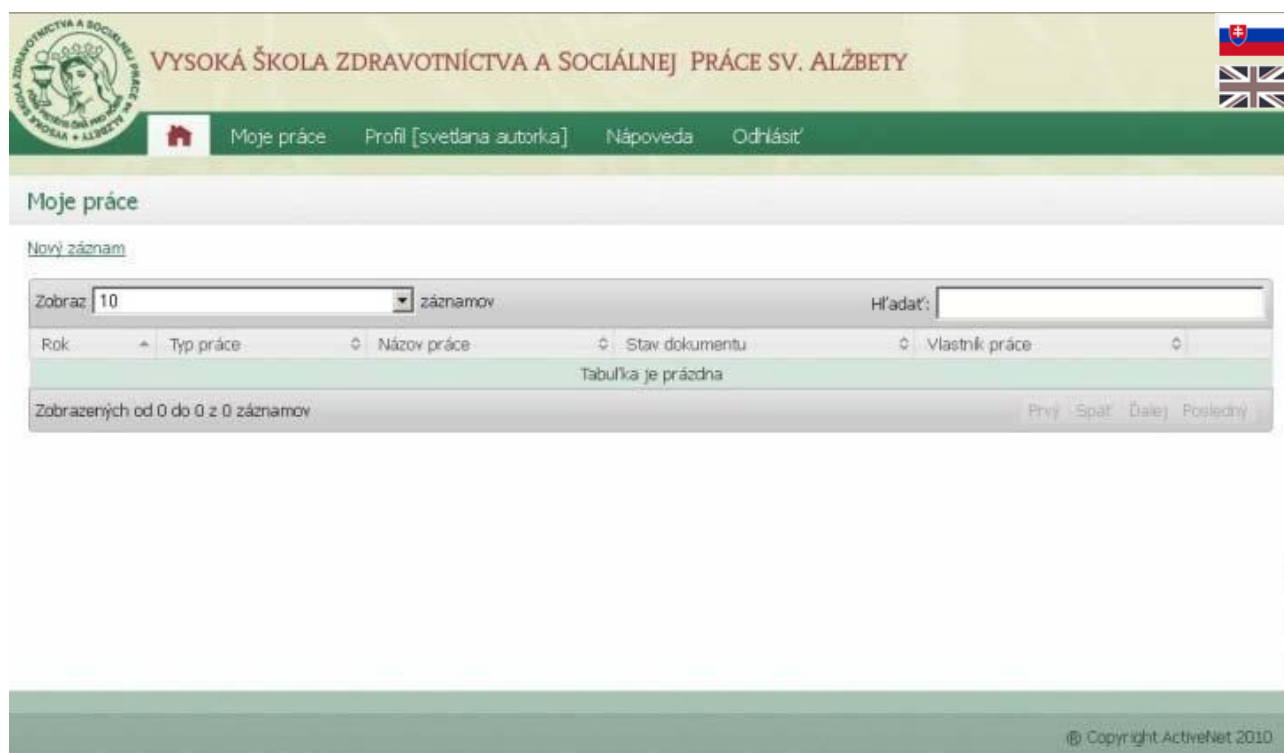 VYSOKÁ ŠKOLA ZDRAVOTNÍCTVA A SOCIÁLNEJ PRÁCE SV. ALŽBETY
Moje práce Profil [svetlana autorka] Nápoveda Odhlásiť
Moje práce
Nový záznam
Zobraz 10 záznamov Hľadať:
Rok Typ práce Názov práce Stav dokumentu Vlastník práce
Tabuľka je prázdna
Zobrazených od 0 do 0 z 0 záznamov Prvý Späť Ďalej Posledný
® Copyright ActiveNet 2010